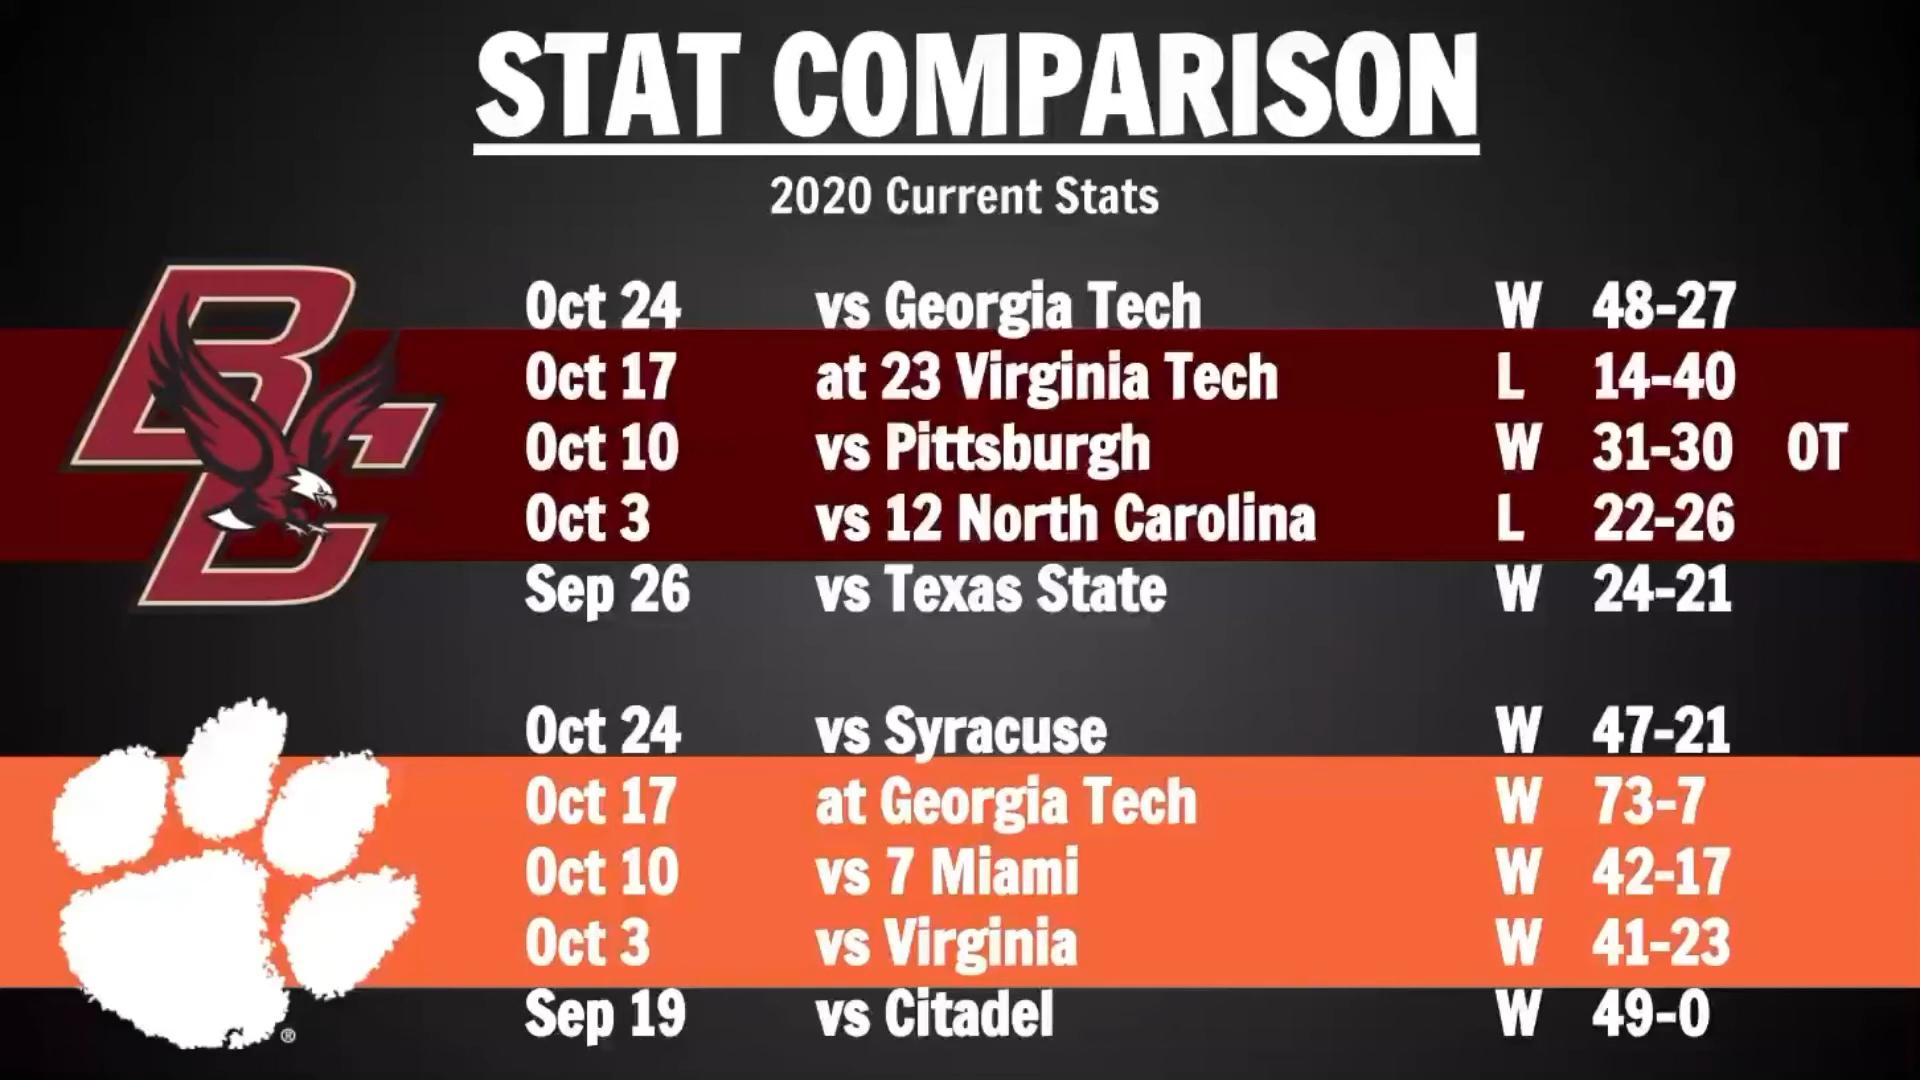 STAT COMPARISON
2020 Current Stats
BC
Oct 24 vs Georgia Tech W 48-27
Oct 17 at 23 Virginia Tech L 14-40
Oct 10 vs Pittsburgh W 31-30 OT
Oct 3 vs 12 North Carolina L 22-26
Sep 26 vs Texas State W 24-21
Oct 24 vs Syracuse W 47-21
Oct 17 at Georgia Tech W 73-7
Oct 10 vs 7 Miami W 42-17
Oct 3 vs Virginia W 41-23
Sep 19 vs Citadel W 49-0
®